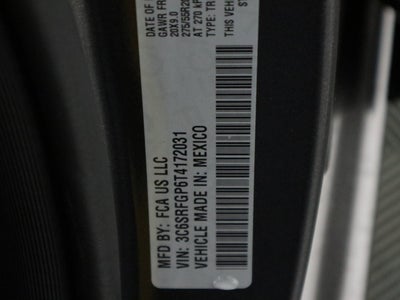 MFD BY: FCA US LLC
VIN: 3C6SRFGP6T4172031
VEHICLE MADE IN: MEXICO
DATE OF
GAWR FR
20X9.0
275/55R20
AT 270 kP
THIS VEHI
TYPE: TR